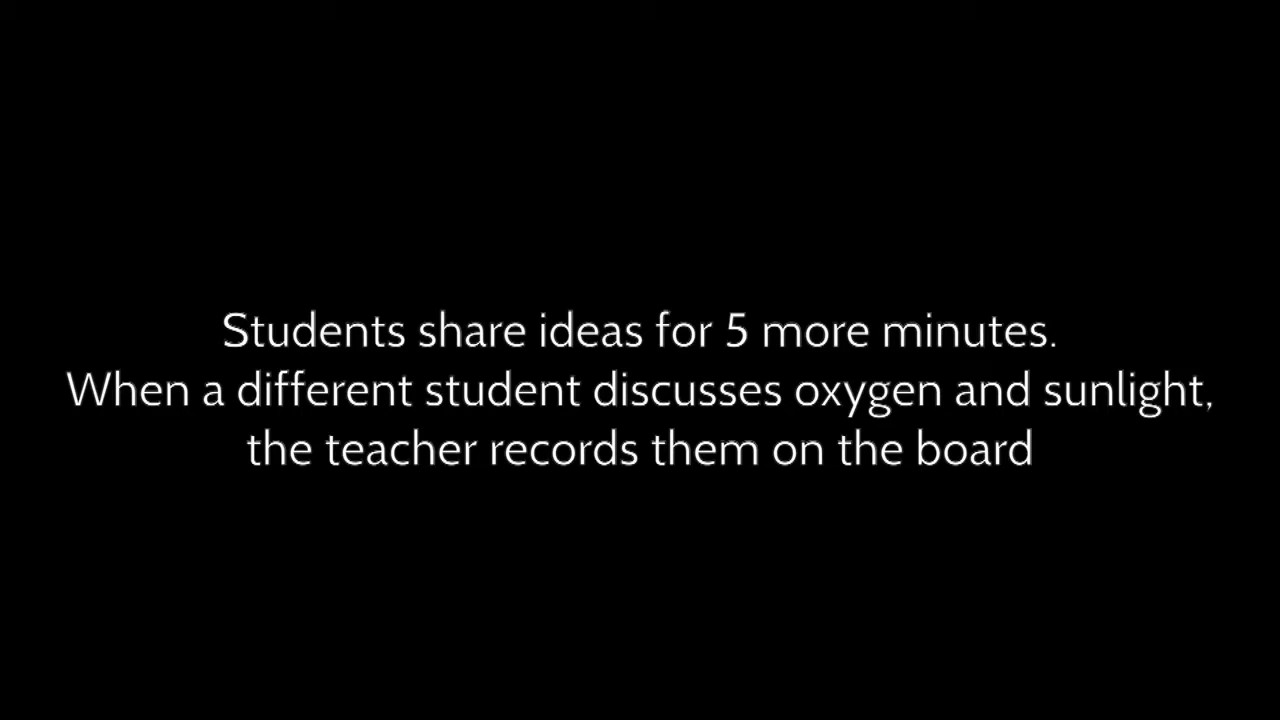 Students share ideas for 5 more minutes.
When a different student discusses oxygen and sunlight,
the teacher records them on the board